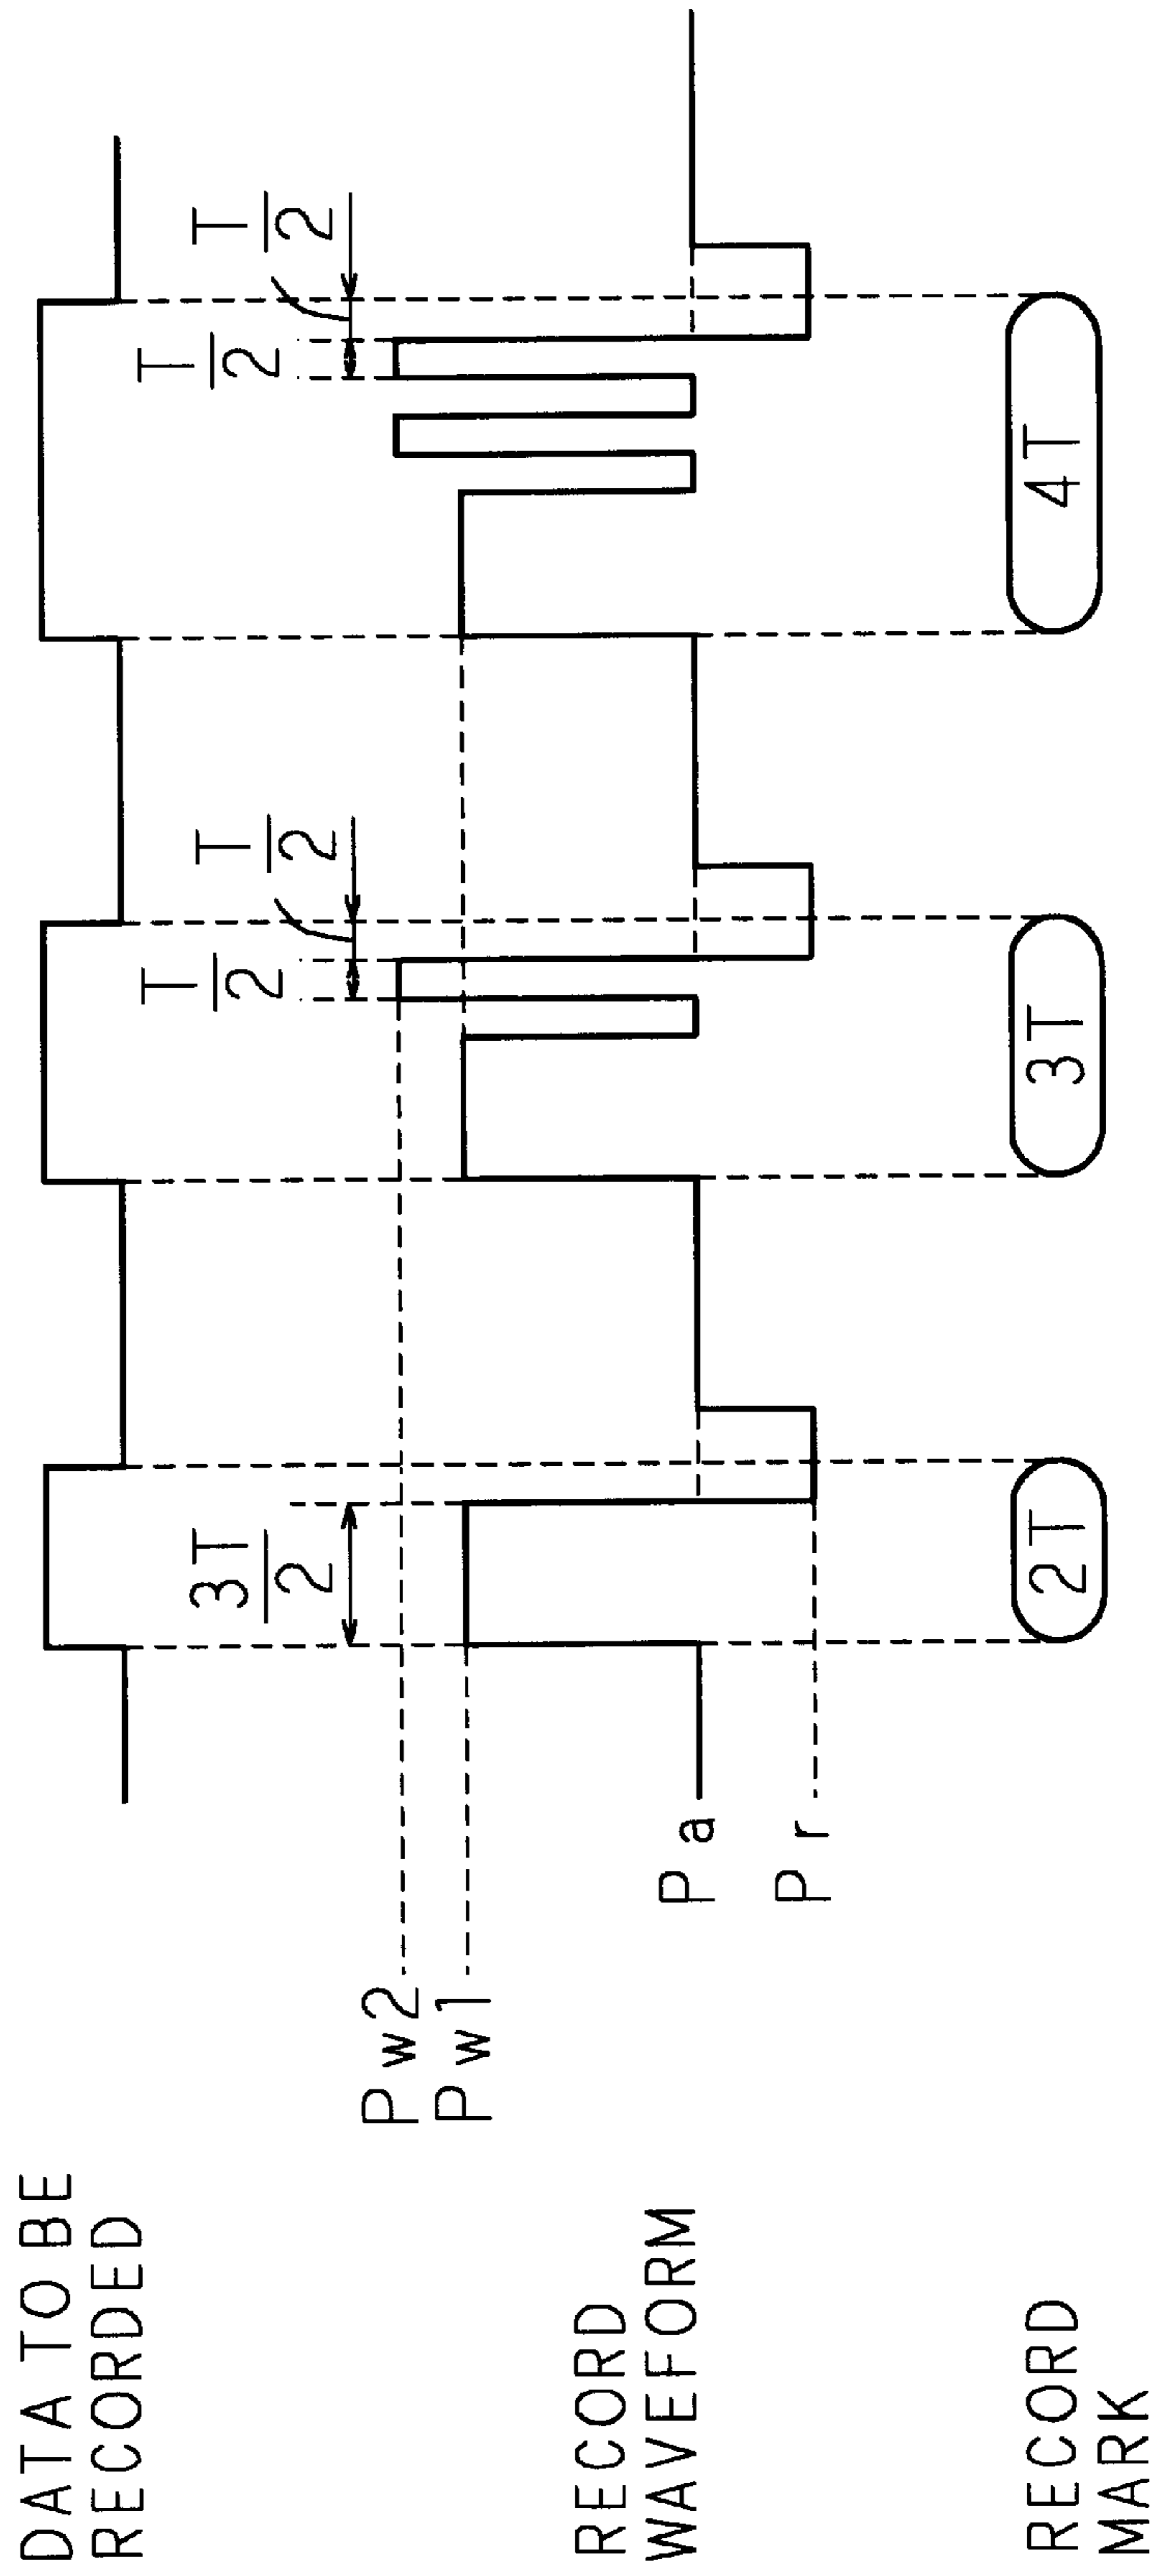 DATA TO BE
RECORDED
3T
2
T
2
T
2
T
2
T
2
Pw2
Pw1
RECORD
WAVEFORM
Pa
Pr
RECORD
MARK
2T
3T
4T